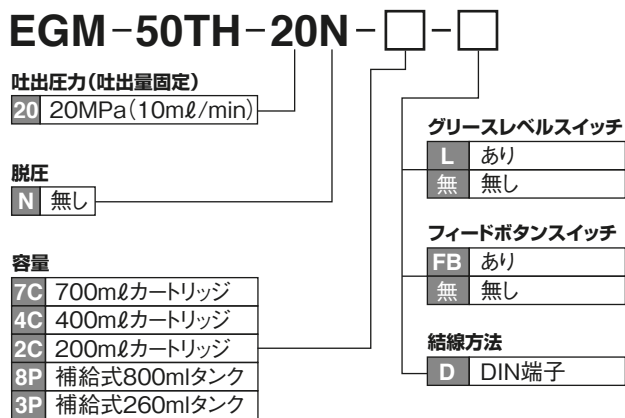 EGM-50TH-20N-□-□
吐出圧力(吐出量固定)
20 20MPa(10mℓ/min)
脱圧
N 無し
容量
7C 700mℓカートリッジ
4C 400mℓカートリッジ
2C 200mℓカートリッジ
8P 補給式800mlタンク
3P 補給式260mlタンク
グリースレベルスイッチ
L あり
無 無し
フィードボタンスイッチ
FB あり
無 無し
結線方法
D DIN端子